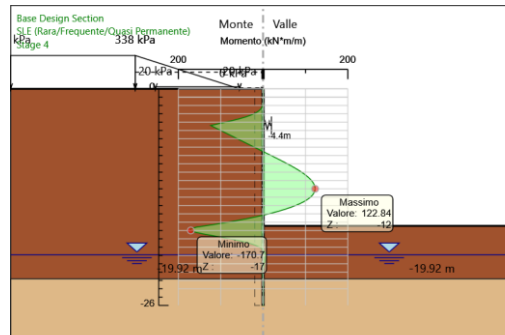 Base Design Section
SLE (Rara/Frequente/Quasi Permanente)
Stage 4
Monte Valle
kPa 338 kPa Momento (kN*m/m)
200 200
-20 kPa -20 kPa
0
-4.4m
Massimo
Valore: 122.84
Z : -12
Minimo
Valore: -170.7
Z : -17
-19.92 m -19.92 m
-26